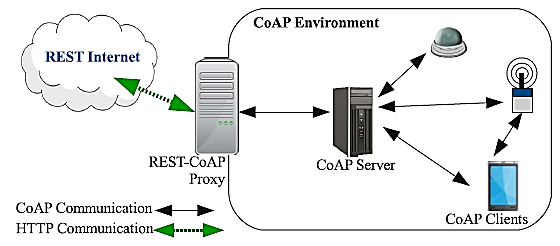 CoAP Environment
REST Internet
REST-CoAP
Proxy
CoAP Server
CoAP Clients
CoAP Communication
HTTP Communication